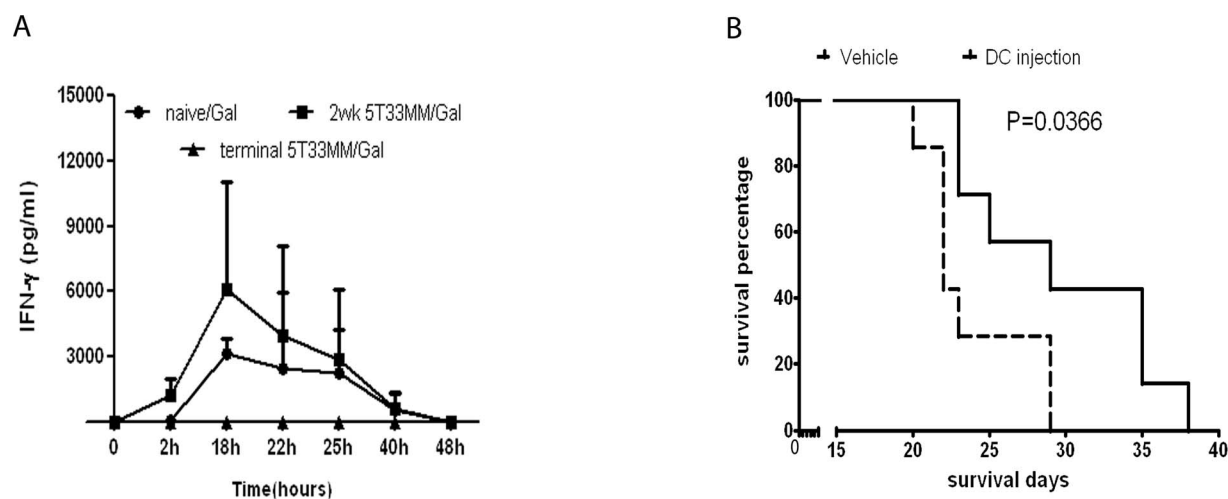 A
IFN-γ (pg/ml)
15000
12000
9000
6000
3000
naive/Gal
2wk 5T33MM/Gal
terminal 5T33MM/Gal
0 2h 18h 22h 25h 40h 48h
Time(hours)
B
Vehicle
DC injection
P=0.0366
survival percentage
100
80
60
40
20
0
0 15 20 25 30 35 40
survival days